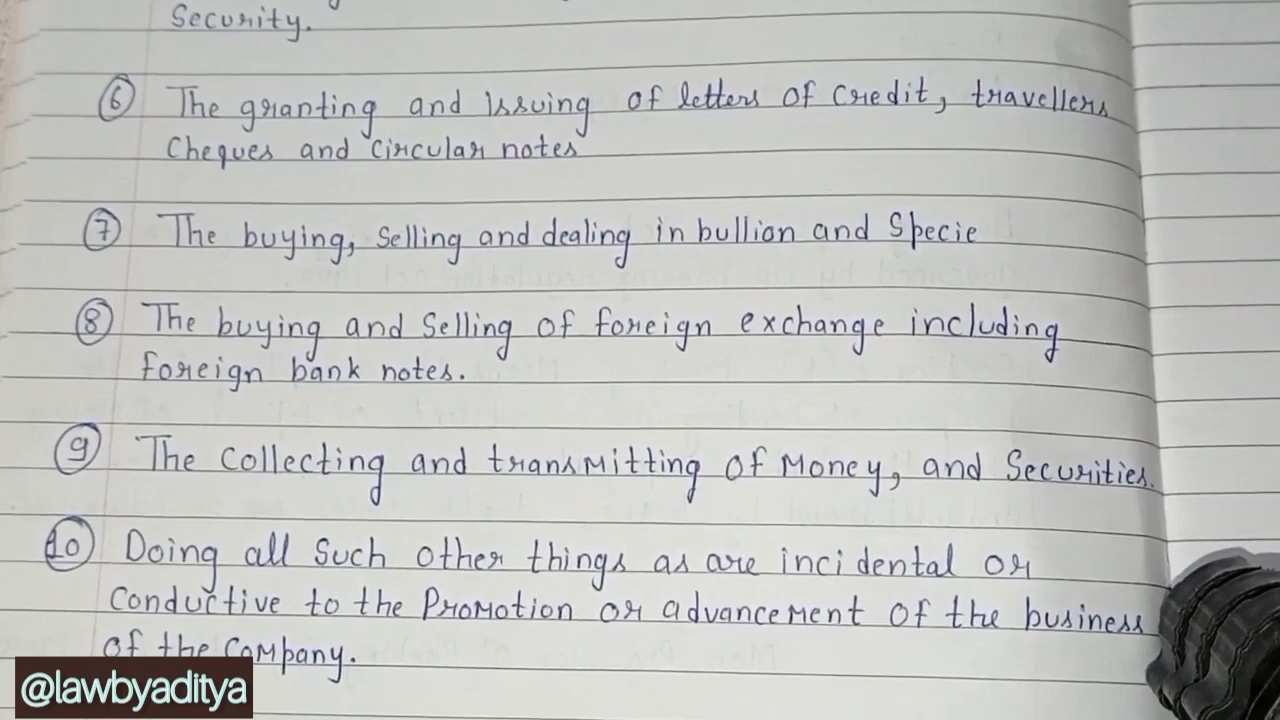 Security.
⑥ The granting and issuing of letters of credit, travellers
Cheques and circular notes
⑦ The buying, Selling and dealing in bullion and Specie
⑧ The buying and Selling of foreign exchange including
foreign bank notes.
⑨ The Collecting and transmitting of Money, and Securities.
⑩ Doing all Such other things as are incidental or
Conductive to the Promotion or advancement of the business
of the Company.
@lawbyaditya